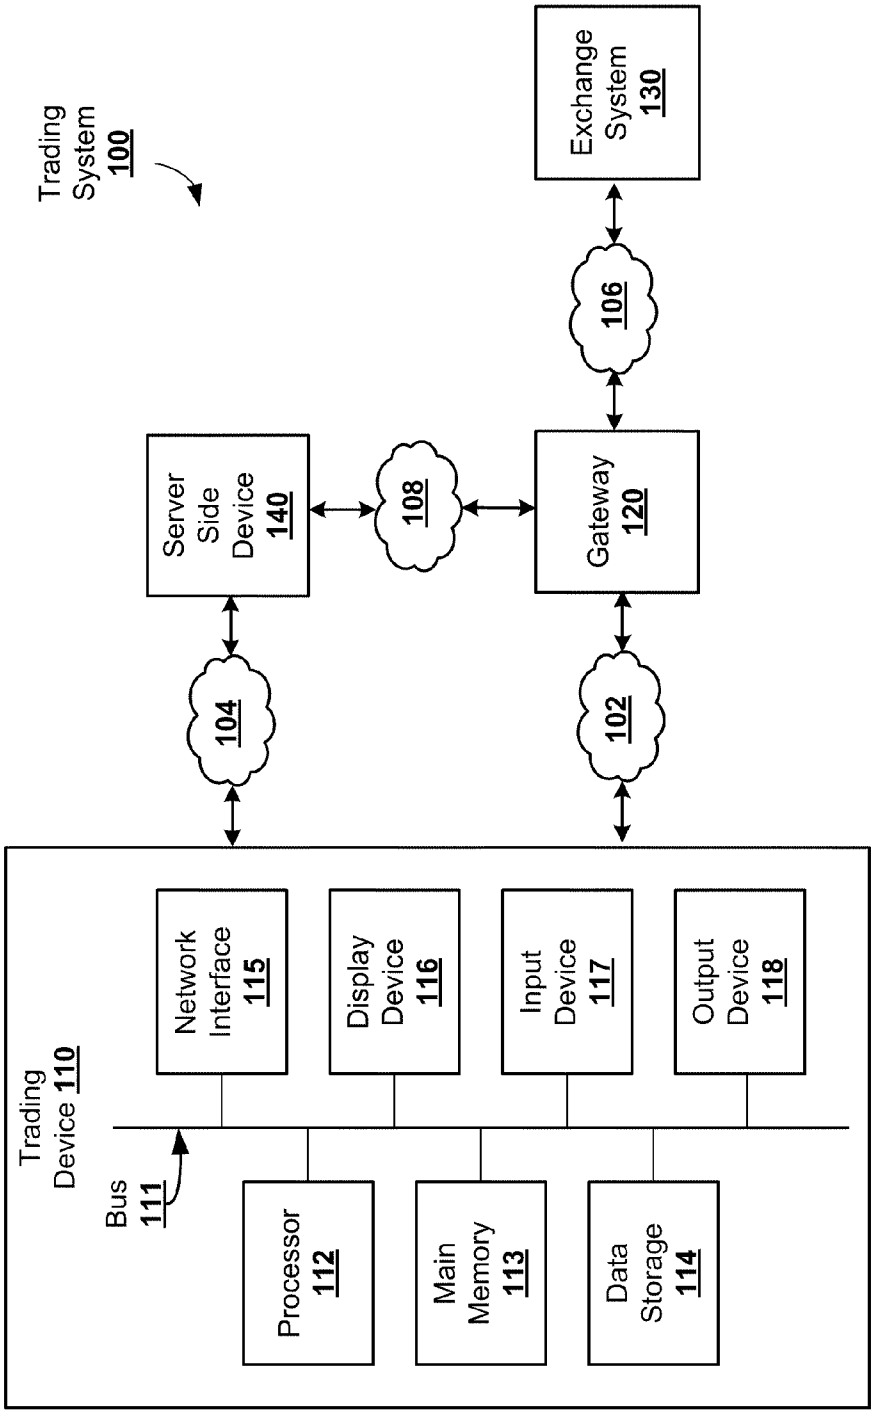 Trading
System
100
Trading
Device 110
Bus
111
Network
Interface
115
Display
Device
116
Input
Device
117
Output
Device
118
Processor
112
Main
Memory
113
Data
Storage
114
104
102
Server
Side
Device
140
108
Gateway
120
106
Exchange
System
130